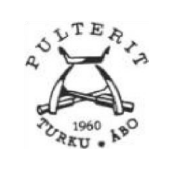 PULTERIT
1960
TURKU • ÅBO